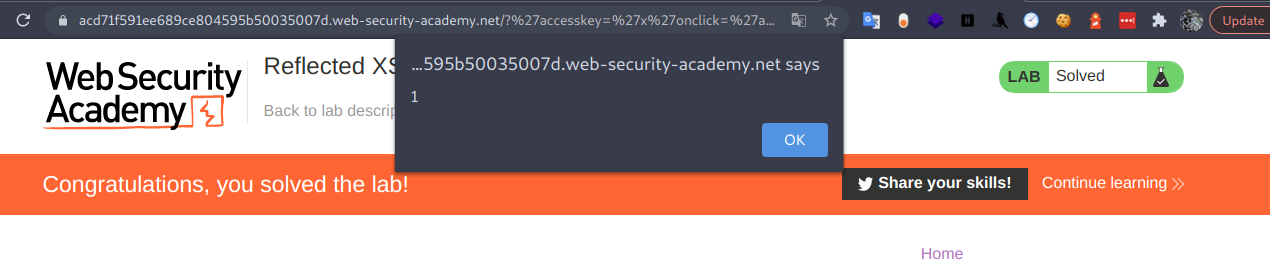 acd71f591ee689ce804595b50035007d.web-security-academy.net/?%27accesskey=%27x%27onclick=%27a...
Update
Web Security
Academy
Reflected XS
Back to lab descrip
...595b50035007d.web-security-academy.net says
1
OK
LAB Solved
Congratulations, you solved the lab!
Share your skills!
Continue learning
Home